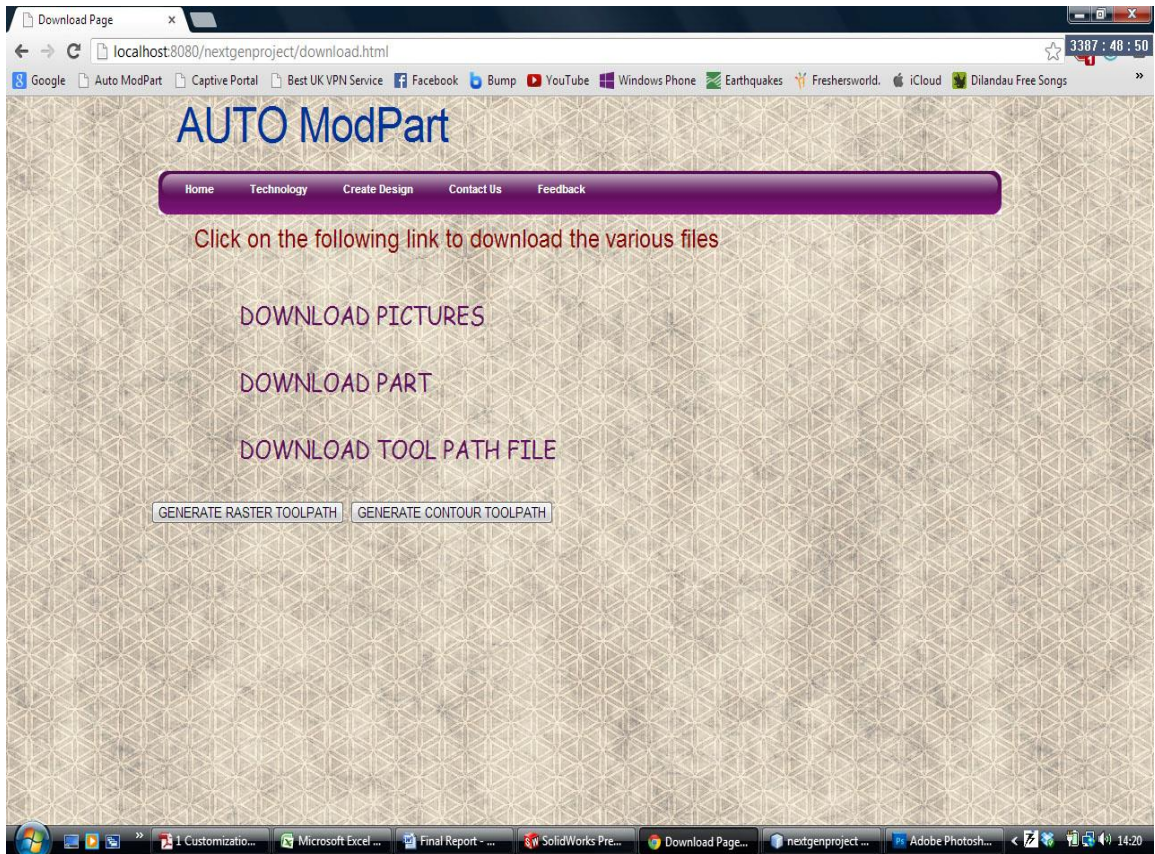 Download Page
localhost:8080/nextgenproject/download.html
3387 : 48 : 50
Google Auto ModPart Captive Portal Best UK VPN Service Facebook Bump YouTube Windows Phone Earthquakes Freshersworld. iCloud Dilandau Free Songs »
AUTO ModPart
Home Technology Create Design Contact Us Feedback
Click on the following link to download the various files
DOWNLOAD PICTURES
DOWNLOAD PART
DOWNLOAD TOOL PATH FILE
GENERATE RASTER TOOLPATH GENERATE CONTOUR TOOLPATH
» 1 Customizatio... Microsoft Excel ... Final Report - ... SolidWorks Pre... Download Page... nextgenproject ... Adobe Photosh... 14:20